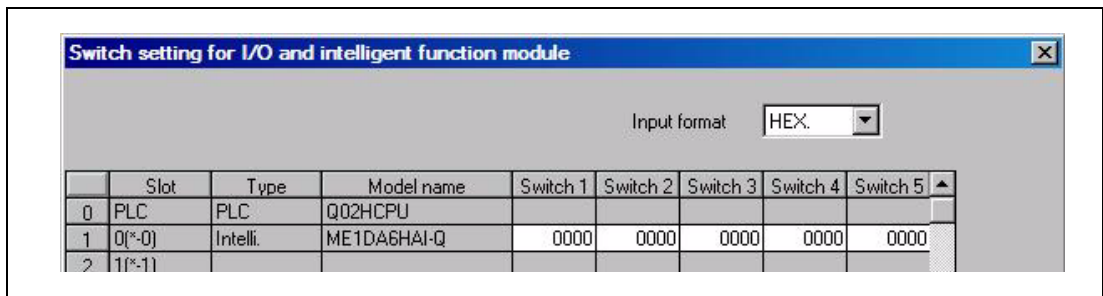 Switch setting for I/O and intelligent function module
Input format HEX.
Slot Type Model name Switch 1 Switch 2 Switch 3 Switch 4 Switch 5
0 PLC PLC Q02HCPU
1 0(*-0) Intelli. ME1DA6HAI-Q 0000 0000 0000 0000 0000
2 1(*-1)